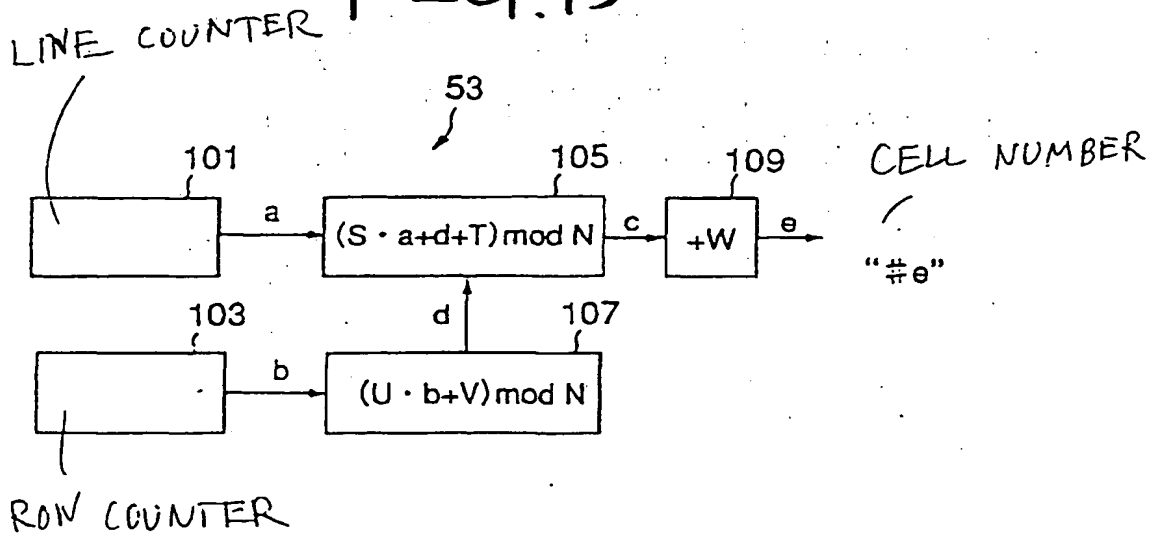 LINE COUNTER
53
101
105
109
CELL NUMBER
a
(S · a+d+T) mod N
c
+W
e
"#e"
103
d
107
b
(U · b+V) mod N
ROW COUNTER